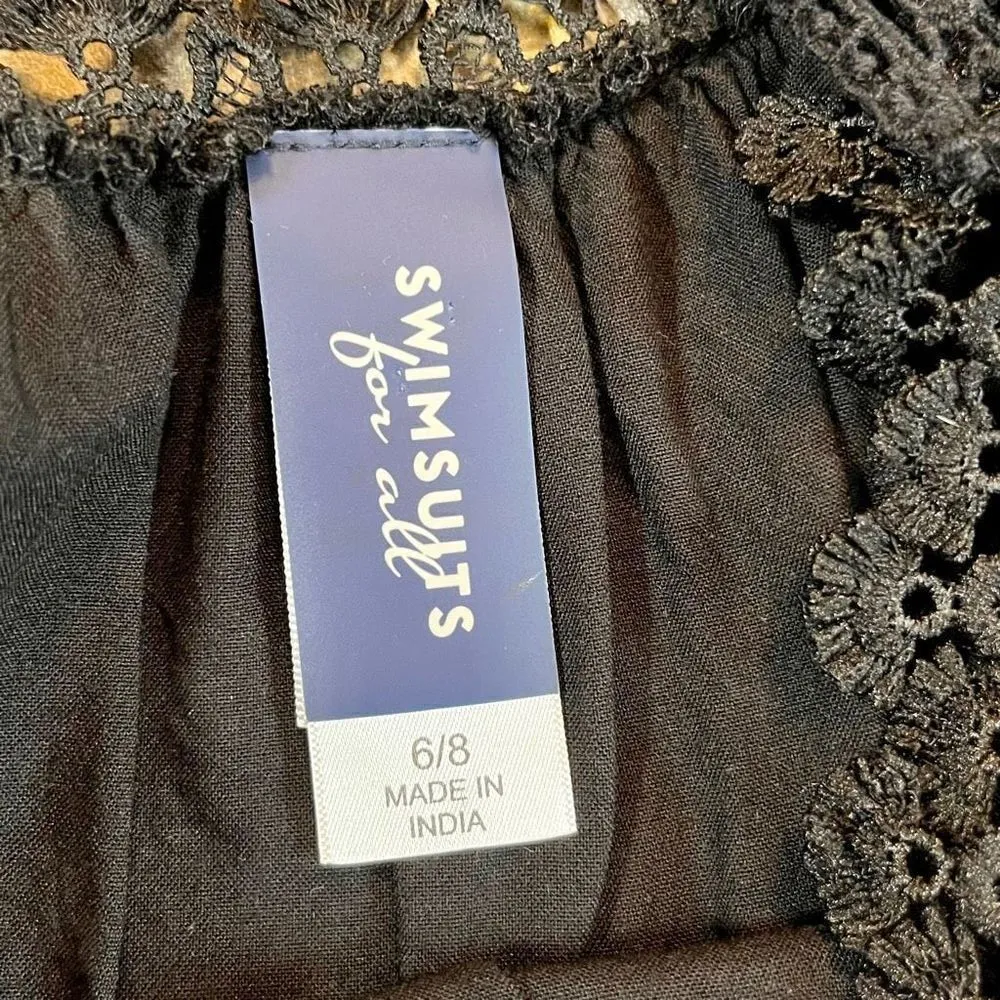 SWIMSUITS
for all
6/8
MADE IN
INDIA